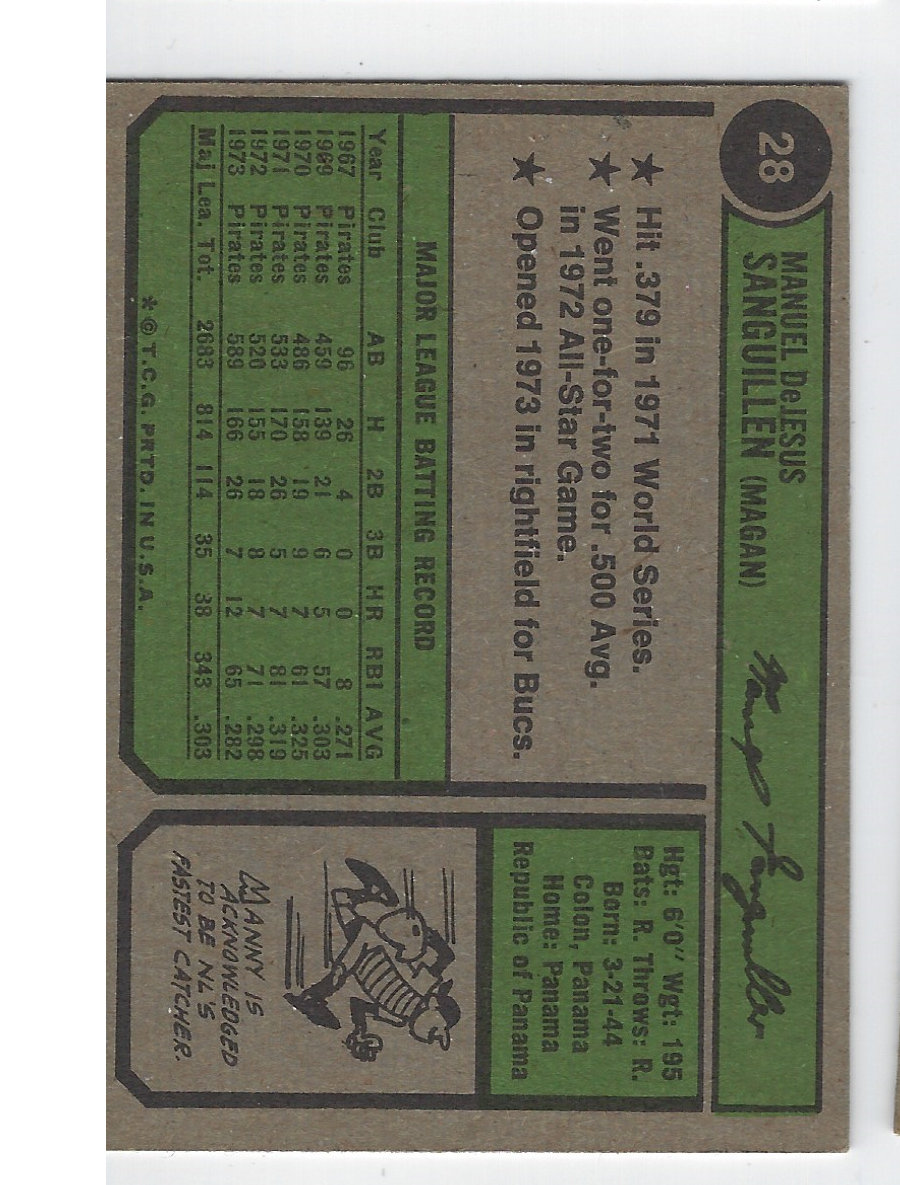 28
MANUEL DeJESUS
SANGUILLEN (MAGAN)
Manny Sanguillen
★ Hit .379 in 1971 World Series.
★ Went one-for-two for .500 Avg.
in 1972 All-Star Game.
★ Opened 1973 in rightfield for Bucs.
MAJOR LEAGUE BATTING RECORD
Year Club AB H 2B 3B HR RBI AVG
1967 Pirates 96 26 4 0 0 8 .271
1969 Pirates 459 139 21 6 5 57 .303
1970 Pirates 486 158 19 9 7 61 .325
1971 Pirates 533 170 26 5 7 81 .319
1972 Pirates 520 155 18 8 7 71 .298
1973 Pirates 589 166 26 7 12 65 .282
Maj Lea. Tot. 2683 814 114 35 38 343 .303
*©T.C.G. PRTD. IN U.S.A.
Hgt: 6'0" Wgt: 195
Bats: R. Throws: R.
Born: 3-21-44
Colon, Panama
Home: Panama
Republic of Panama
MANNY IS
ACKNOWLEDGED
TO BE NL'S
FASTEST CATCHER.